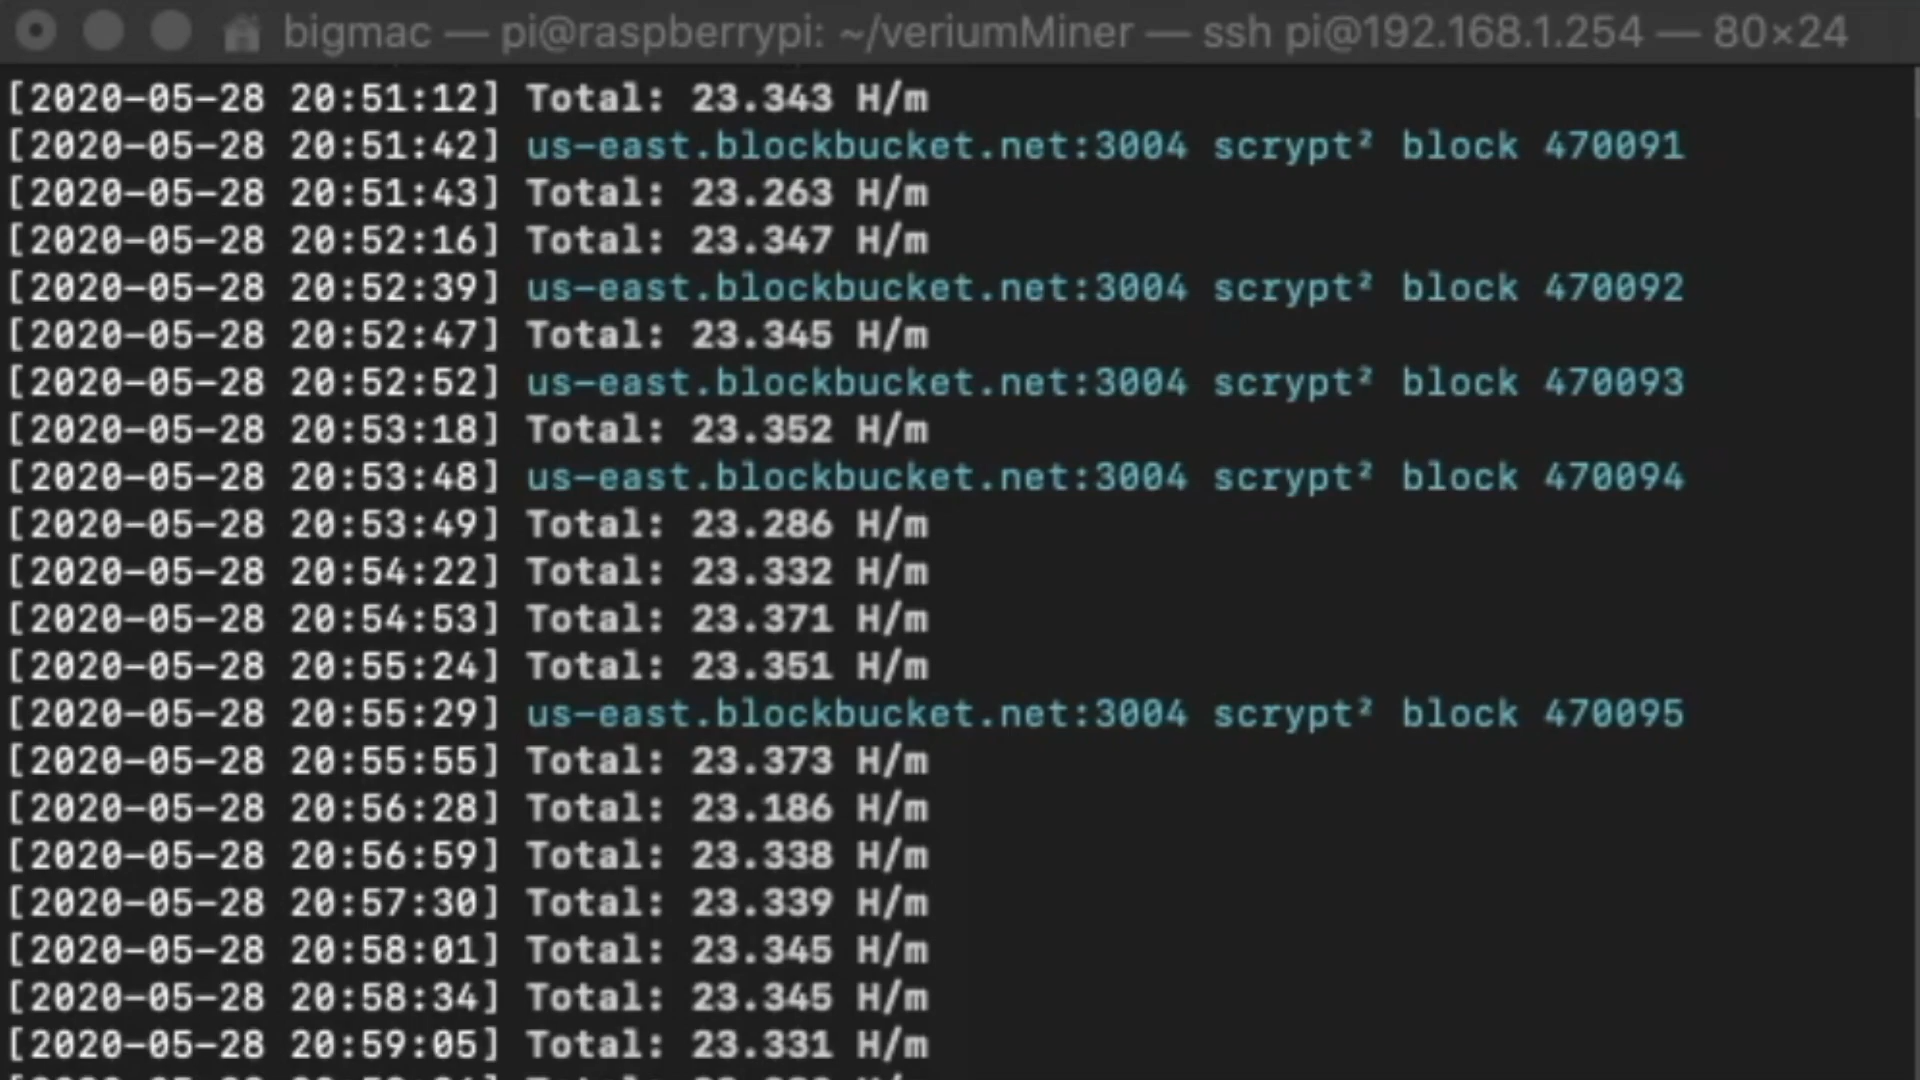 bigmac — pi@raspberrypi: ~/veriumMiner — ssh pi@192.168.1.254 — 80×24
[2020-05-28 20:51:12] Total: 23.343 H/m
[2020-05-28 20:51:42] us-east.blockbucket.net:3004 scrypt² block 470091
[2020-05-28 20:51:43] Total: 23.263 H/m
[2020-05-28 20:52:16] Total: 23.347 H/m
[2020-05-28 20:52:39] us-east.blockbucket.net:3004 scrypt² block 470092
[2020-05-28 20:52:47] Total: 23.345 H/m
[2020-05-28 20:52:52] us-east.blockbucket.net:3004 scrypt² block 470093
[2020-05-28 20:53:18] Total: 23.352 H/m
[2020-05-28 20:53:48] us-east.blockbucket.net:3004 scrypt² block 470094
[2020-05-28 20:53:49] Total: 23.286 H/m
[2020-05-28 20:54:22] Total: 23.332 H/m
[2020-05-28 20:54:53] Total: 23.371 H/m
[2020-05-28 20:55:24] Total: 23.351 H/m
[2020-05-28 20:55:29] us-east.blockbucket.net:3004 scrypt² block 470095
[2020-05-28 20:55:55] Total: 23.373 H/m
[2020-05-28 20:56:28] Total: 23.186 H/m
[2020-05-28 20:56:59] Total: 23.338 H/m
[2020-05-28 20:57:30] Total: 23.339 H/m
[2020-05-28 20:58:01] Total: 23.345 H/m
[2020-05-28 20:58:34] Total: 23.345 H/m
[2020-05-28 20:59:05] Total: 23.331 H/m